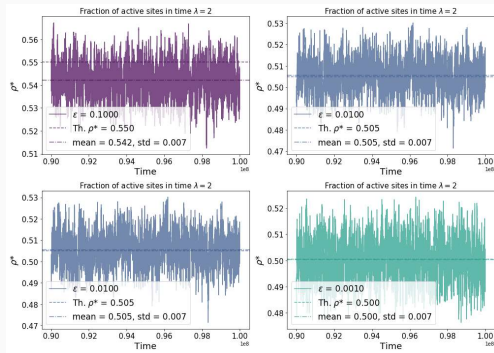 Fraction of active sites in time λ = 2
ρ*
0.56
0.55
0.54
0.53
0.52
0.51
ε = 0.1000
Th. ρ* = 0.550
mean = 0.542, std = 0.007
0.90 0.92 0.94 0.96 0.98 1.00
Time
1e8
Fraction of active sites in time λ = 2
ρ*
0.53
0.52
0.51
0.50
0.49
0.48
0.47
ε = 0.0100
Th. ρ* = 0.505
mean = 0.505, std = 0.007
0.90 0.92 0.94 0.96 0.98 1.00
Time
1e8
Fraction of active sites in time λ = 2
ρ*
0.53
0.52
0.51
0.50
0.49
0.48
0.47
ε = 0.0100
Th. ρ* = 0.505
mean = 0.505, std = 0.007
0.90 0.92 0.94 0.96 0.98 1.00
Time
1e8
Fraction of active sites in time λ = 2
ρ*
0.52
0.51
0.50
0.49
0.48
ε = 0.0010
Th. ρ* = 0.500
mean = 0.500, std = 0.007
0.90 0.92 0.94 0.96 0.98 1.00
Time
1e8